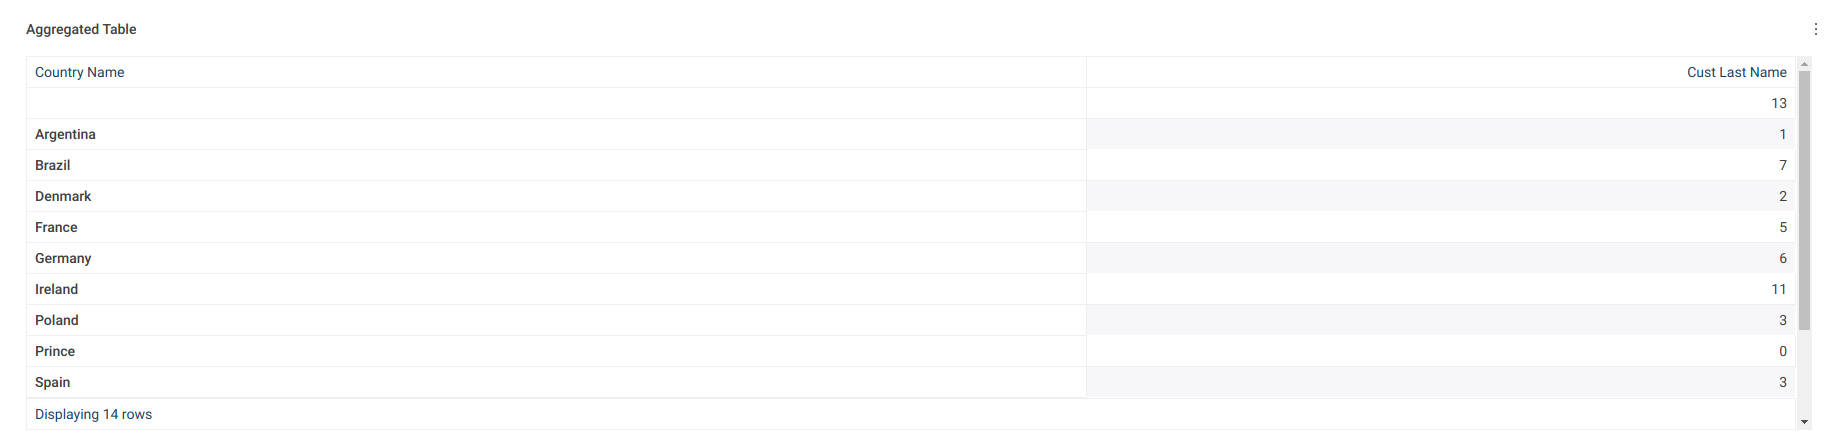 Aggregated Table
Country Name Cust Last Name
13
Argentina 1
Brazil 7
Denmark 2
France 5
Germany 6
Ireland 11
Poland 3
Prince 0
Spain 3
Displaying 14 rows